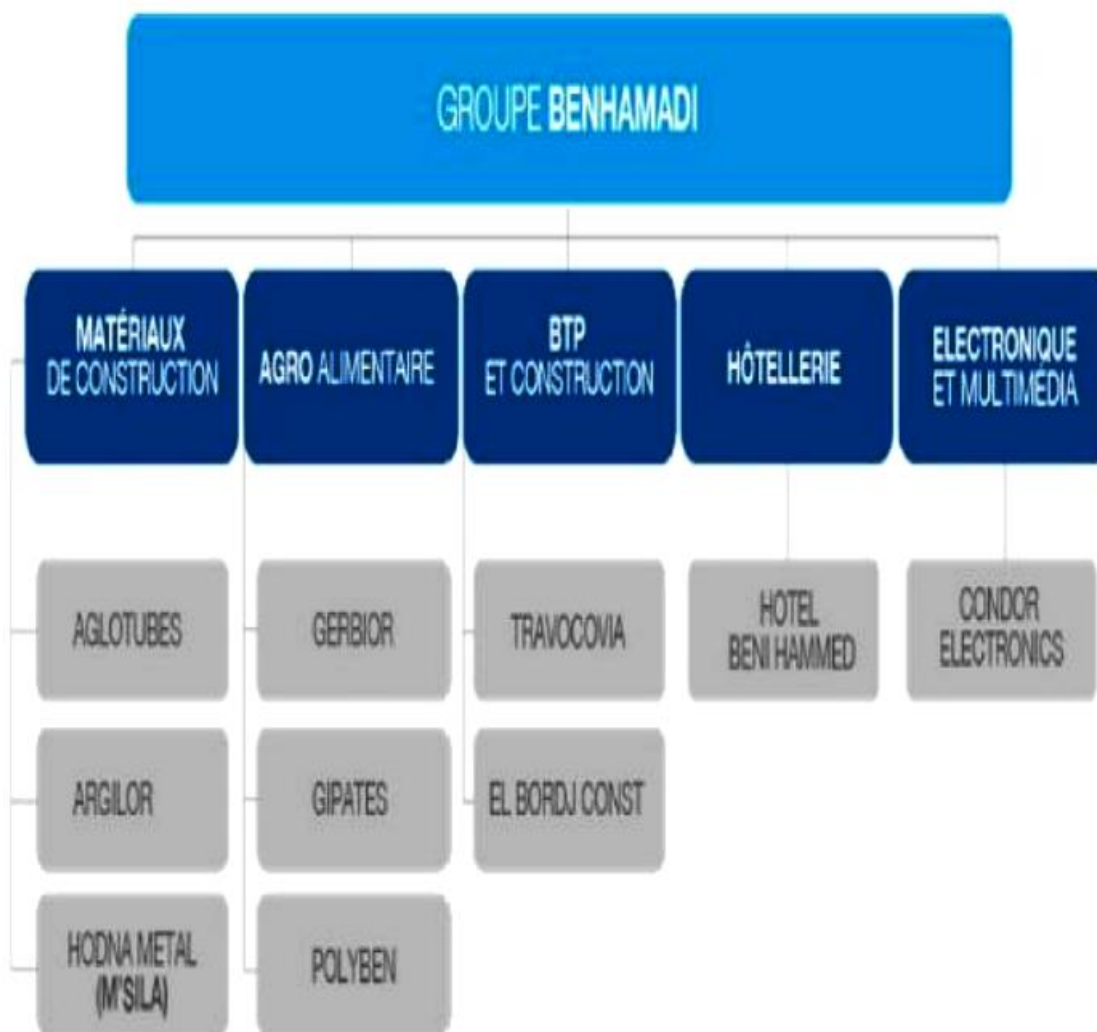 GROUPE BENHAMADI
MATÉRIAUX
DE CONSTRUCTION
AGRO ALIMENTAIRE
BTP
ET CONSTRUCTION
HÔTELLERIE
ELECTRONIQUE
ET MULTIMÉDIA
AGLOTUBES
GERBIOR
TRAVOCOVIA
HOTEL
BENI HAMMED
CONDOR
ELECTRONICS
ARGILOR
GIPATES
EL BORDJ CONST
HODNA METAL
(M'SILA)
POLYBEN